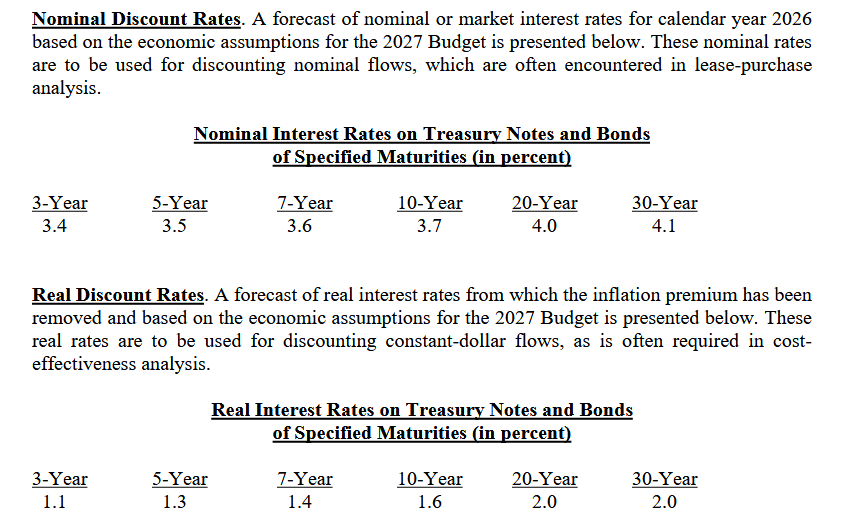 Nominal Discount Rates. A forecast of nominal or market interest rates for calendar year 2026
based on the economic assumptions for the 2027 Budget is presented below. These nominal rates
are to be used for discounting nominal flows, which are often encountered in lease-purchase
analysis.
Nominal Interest Rates on Treasury Notes and Bonds
of Specified Maturities (in percent)
3-Year 5-Year 7-Year 10-Year 20-Year 30-Year
3.4 3.5 3.6 3.7 4.0 4.1
Real Discount Rates. A forecast of real interest rates from which the inflation premium has been
removed and based on the economic assumptions for the 2027 Budget is presented below. These
real rates are to be used for discounting constant-dollar flows, as is often required in cost-
effectiveness analysis.
Real Interest Rates on Treasury Notes and Bonds
of Specified Maturities (in percent)
3-Year 5-Year 7-Year 10-Year 20-Year 30-Year
1.1 1.3 1.4 1.6 2.0 2.0